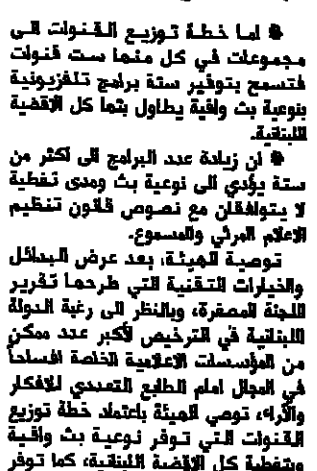 ● اما خطة توزيع القنوات الى
مجموعات في كل منها ست قنوات
فتسمح بتوفير ستة برامج تلفزيونية
بنوعية بث وافية يطاول بثها كل الاقضية
اللبنانية.
● ان زيادة عدد البرامج الى اكثر من
ستة يؤدي الى نوعية بث ومدى تغطية
لا يتوافقان مع نصوص قانون تنظيم
الاعلام المرئي والمسموع.
توصية الهيئة، بعد عرض البدائل
والخيارات التقنية التي طرحها تقرير
اللجنة المصغرة، وبالنظر الى رغبة الدولة
اللبنانية في الترخيص لأكبر عدد ممكن
من المؤسسات الاعلامية الخاصة افساحاً
في المجال امام الطابع التعددي للافكار
والآراء، توصي الهيئة باعتماد خطة توزيع
القنوات التي توفر نوعية بث وافية
وبتغطية كل الاقضية اللبنانية، كما توفر